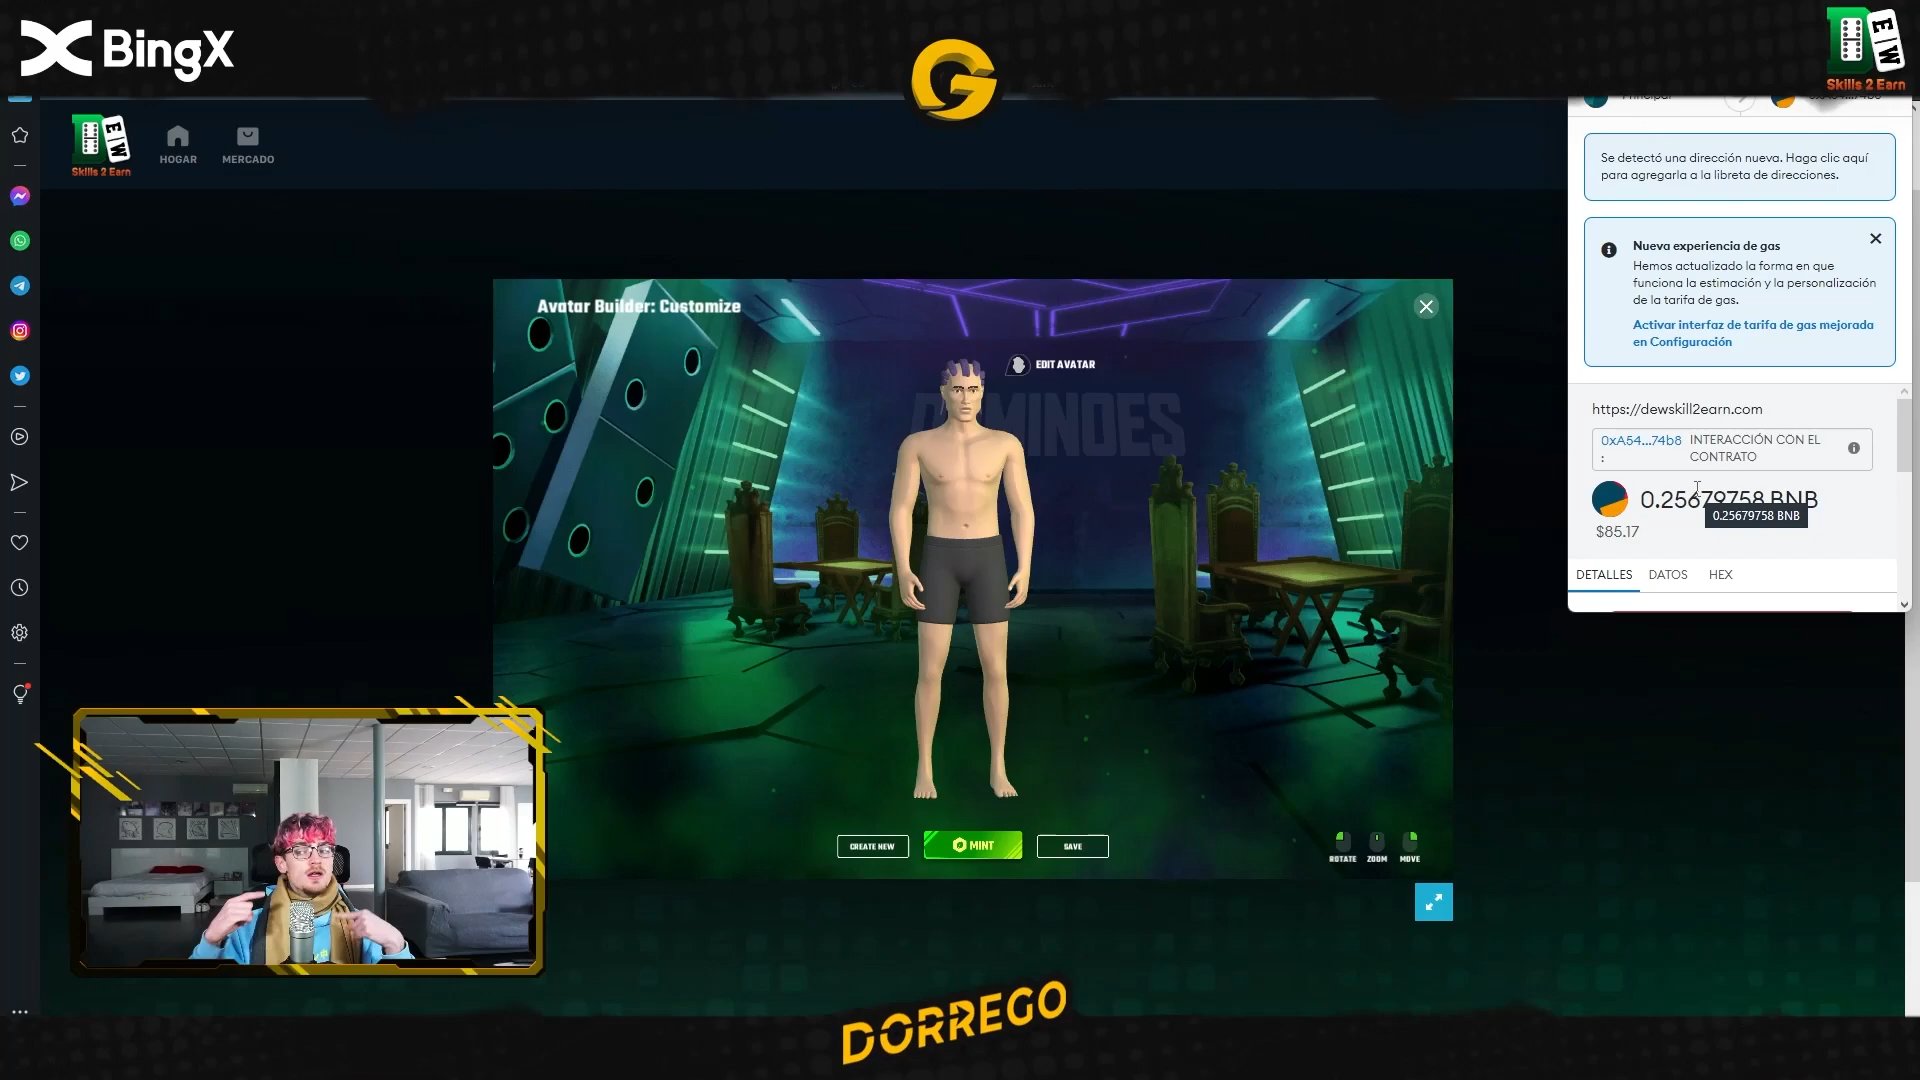 BingX
G
D E|W
Skills 2 Earn
D E|W
Skills 2 Earn
HOGAR
MERCADO
Se detectó una dirección nueva. Haga clic aquí
para agregarla a la libreta de direcciones.
Nueva experiencia de gas
Hemos actualizado la forma en que
funciona la estimación y la personalización
de la tarifa de gas.
Activar interfaz de tarifa de gas mejorada
en Configuración
Avatar Builder: Customize
EDIT AVATAR
DOMINOES
https://dewskill2earn.com
0xA54...74b8
:
INTERACCIÓN CON EL
CONTRATO
0.25679758 BNB
0.25679758 BNB
$85.17
DETALLES
DATOS
HEX
CREATE NEW
MINT
SAVE
ROTATE
ZOOM
MOVE
DORREGO